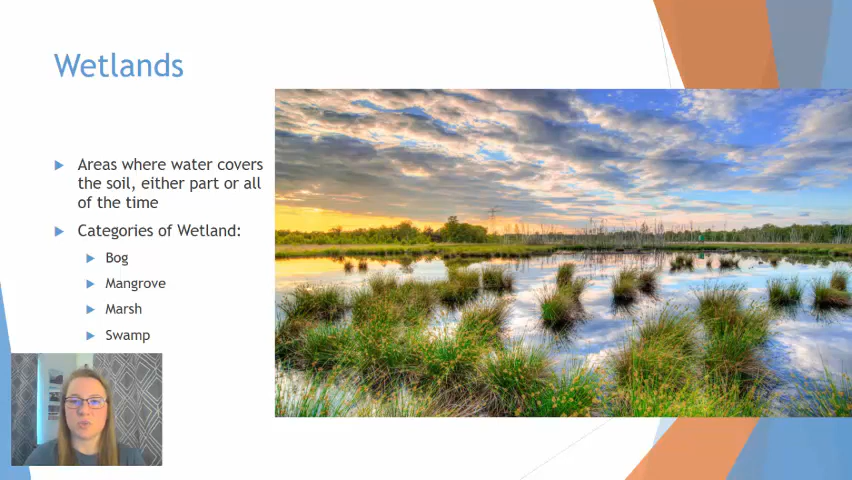 Wetlands
Areas where water covers
the soil, either part or all
of the time
Categories of Wetland:
Bog
Mangrove
Marsh
Swamp